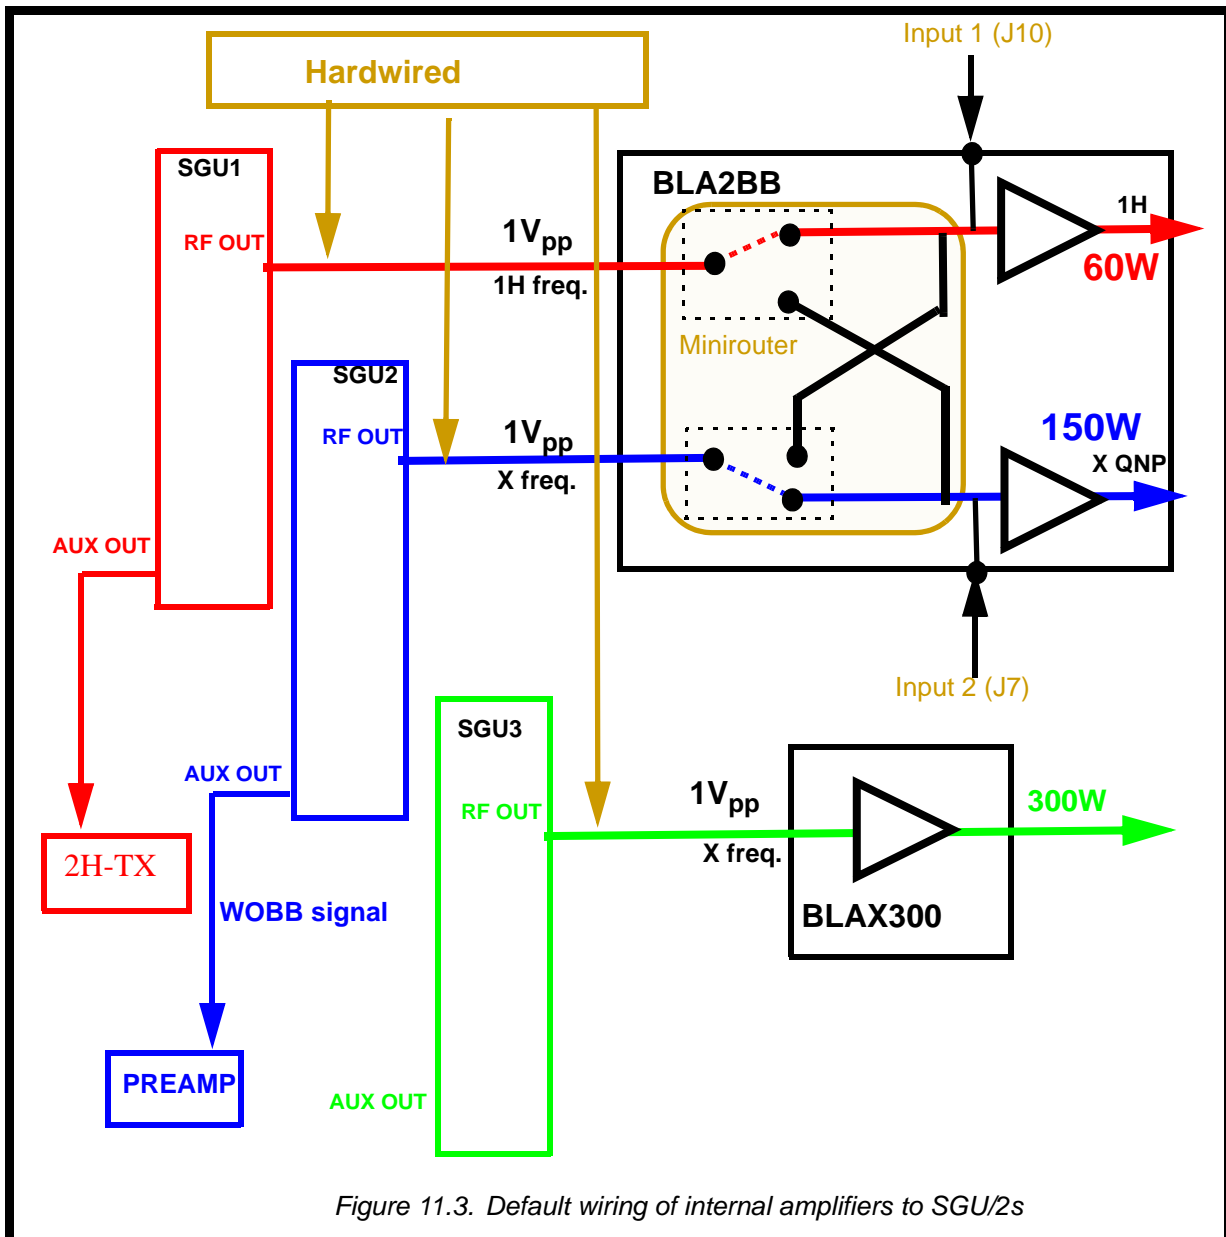 Input 1 (J10)
Hardwired
SGU1
BLA2BB
1H
RF OUT
1Vpp
60W
1H freq.
Minirouter
SGU2
RF OUT
1Vpp
150W
X QNP
X freq.
AUX OUT
Input 2 (J7)
SGU3
AUX OUT
RF OUT
1Vpp
300W
X freq.
2H-TX
WOBB signal
BLAX300
PREAMP
AUX OUT
Figure 11.3. Default wiring of internal amplifiers to SGU/2s